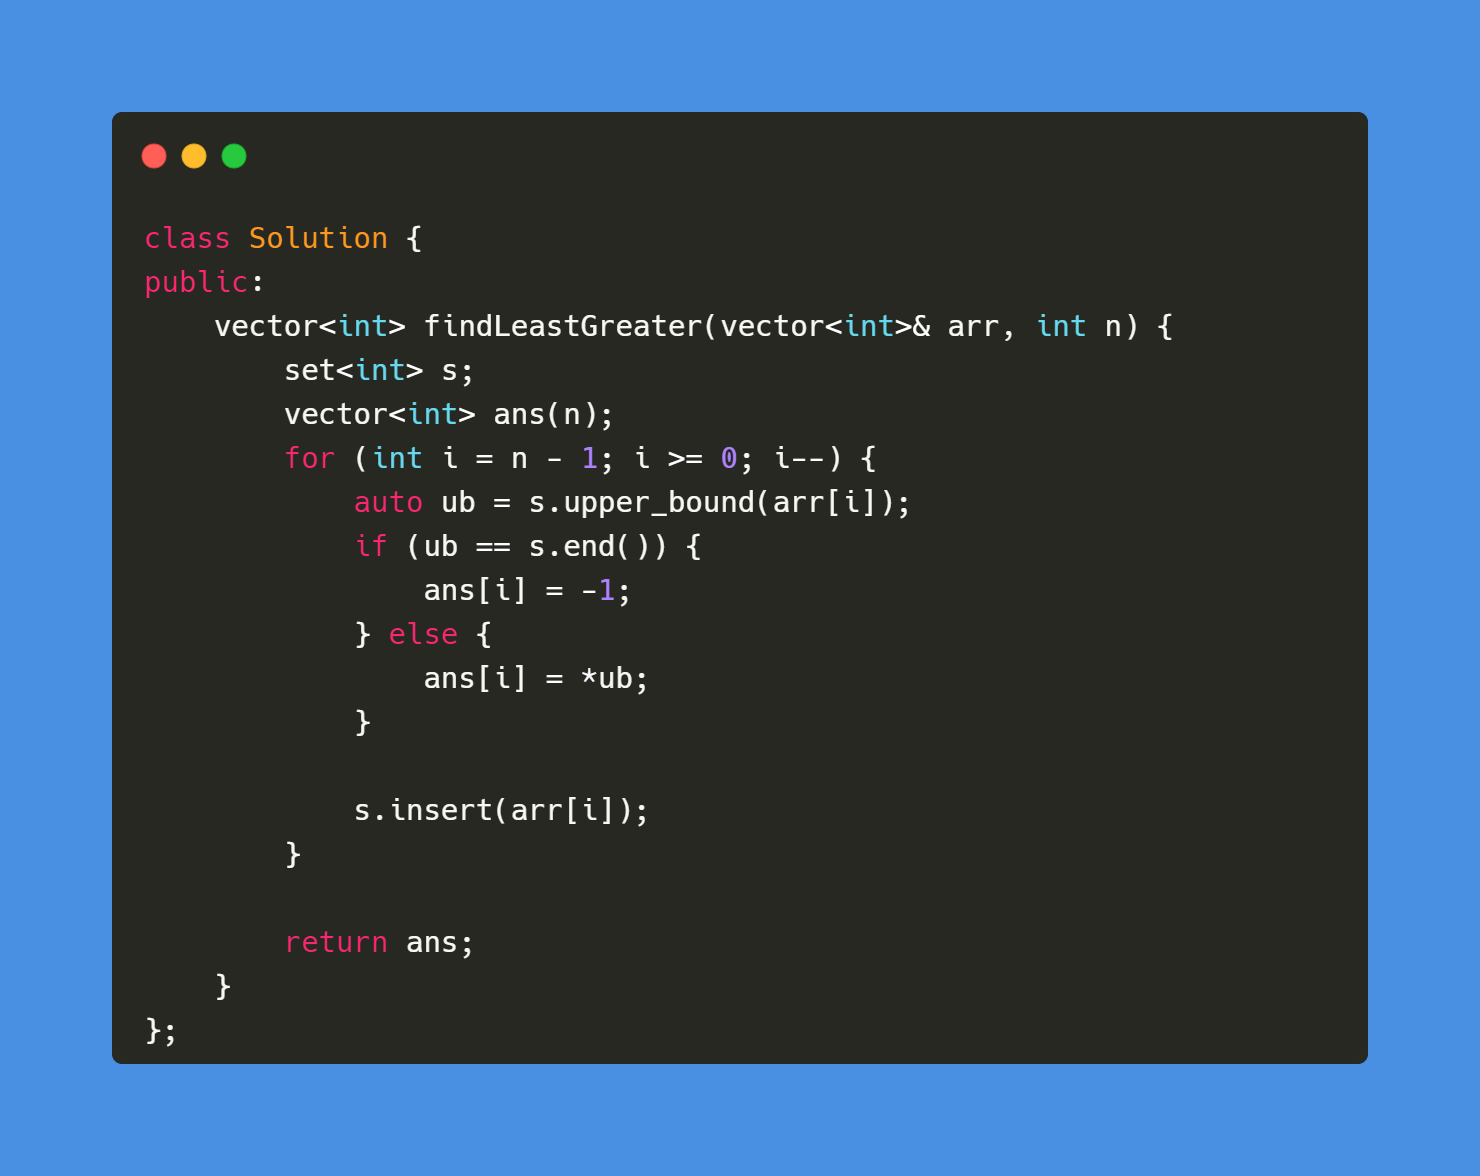 class Solution {
public:
    vector<int> findLeastGreater(vector<int>& arr, int n) {
        set<int> s;
        vector<int> ans(n);
        for (int i = n - 1; i >= 0; i--) {
            auto ub = s.upper_bound(arr[i]);
            if (ub == s.end()) {
                ans[i] = -1;
            } else {
                ans[i] = *ub;
            }

            s.insert(arr[i]);
        }

        return ans;
    }
};